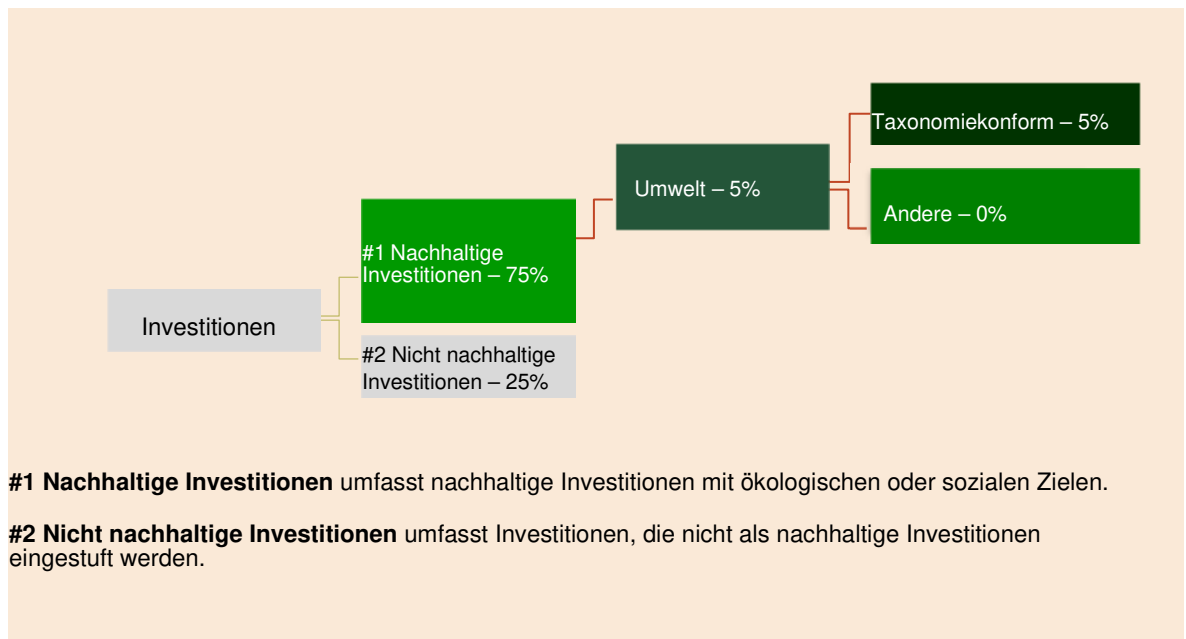 Taxonomiekonform – 5%
Umwelt – 5%
Andere – 0%
#1 Nachhaltige
Investitionen – 75%
Investitionen
#2 Nicht nachhaltige
Investitionen – 25%
#1 Nachhaltige Investitionen umfasst nachhaltige Investitionen mit ökologischen oder sozialen Zielen.
#2 Nicht nachhaltige Investitionen umfasst Investitionen, die nicht als nachhaltige Investitionen
eingestuft werden.